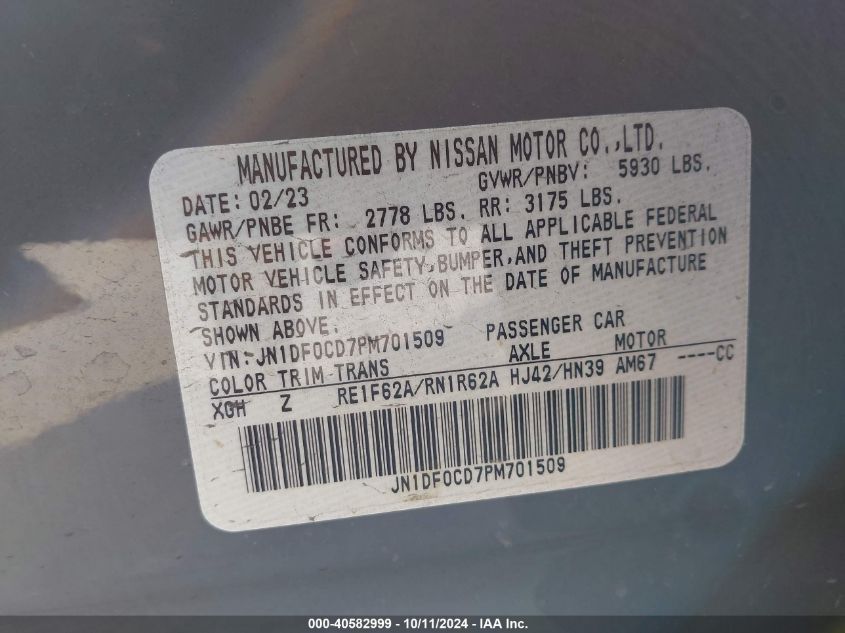 MANUFACTURED BY NISSAN MOTOR CO.,LTD.
DATE: 02/23 GVWR/PNBV: 5930 LBS.
GAWR/PNBE FR: 2778 LBS. RR: 3175 LBS.
THIS VEHICLE CONFORMS TO ALL APPLICABLE FEDERAL
MOTOR VEHICLE SAFETY,BUMPER,AND THEFT PREVENTION
STANDARDS IN EFFECT ON THE DATE OF MANUFACTURE
SHOWN ABOVE.
VIN:JN1DF0CD7PM701509 PASSENGER CAR
COLOR TRIM TRANS AXLE MOTOR
XGH Z RE1F62A/RN1R62A HJ42/HN39 AM67 ----CC
JN1DF0CD7PM701509
000-40582999 - 10/11/2024 - IAA Inc.